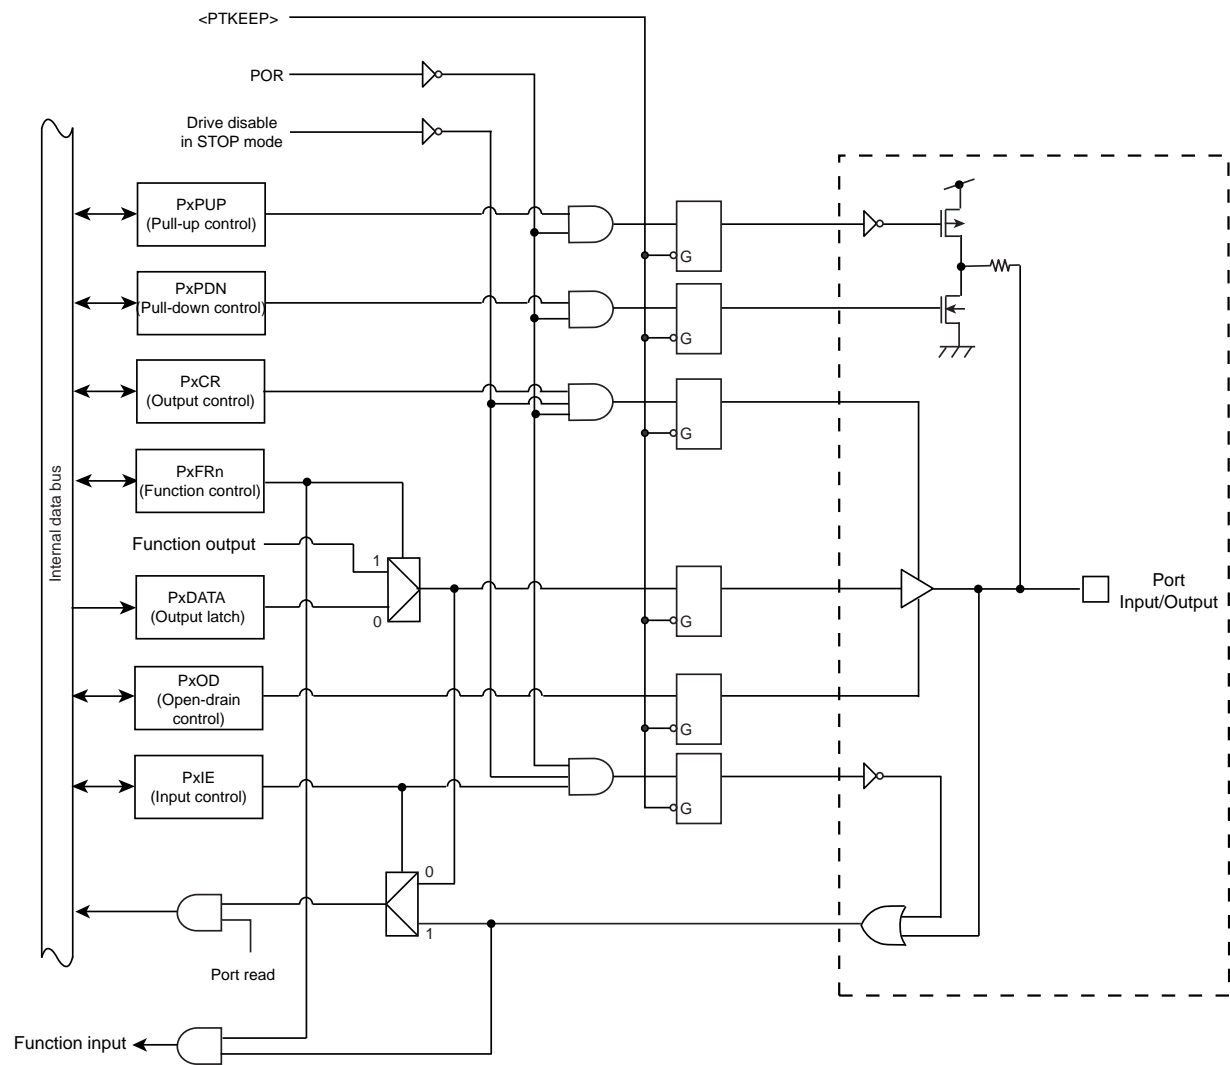 <PTKEEP>
POR
Drive disable
in STOP mode
PxPUP
(Pull-up control)
G
PxPDN
(Pull-down control)
G
PxCR
(Output control)
G
Internal data bus
PxFRn
(Function control)
Function output
1
PxDATA
(Output latch)
0
G
Port
Input/Output
PxOD
(Open-drain
control)
G
PxIE
(Input control)
G
0
1
Port read
Function input